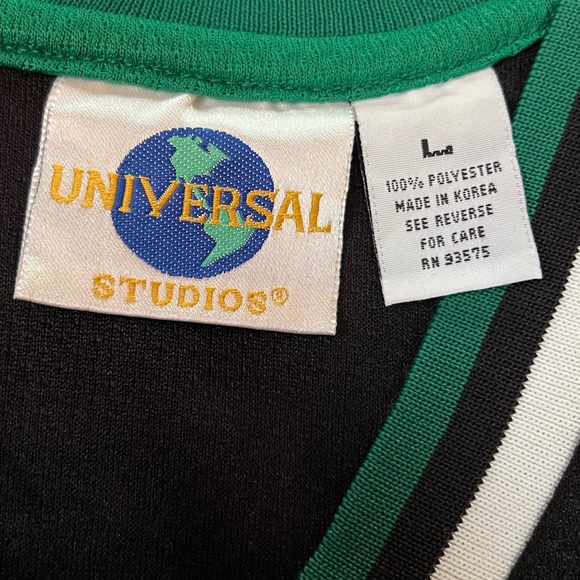 UNIVERSAL
STUDIOS®
L
100% POLYESTER
MADE IN KOREA
SEE REVERSE
FOR CARE
RN 93575